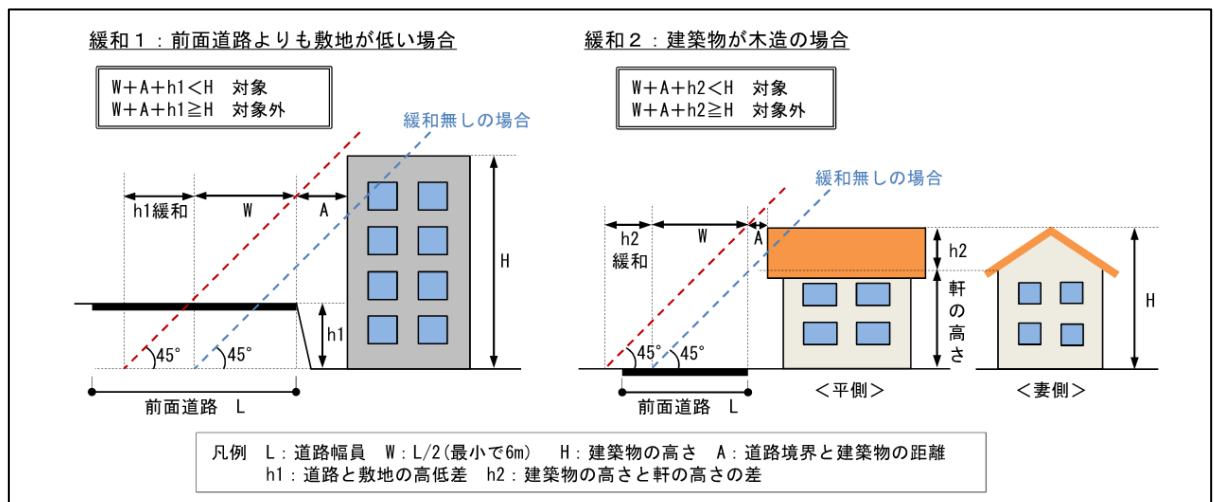 緩和１：前面道路よりも敷地が低い場合
W+A+h1<H 対象
W+A+h1≧H 対象外
緩和無しの場合
h1緩和
W
A
H
h1
45°
45°
前面道路 L
緩和２：建築物が木造の場合
W+A+h2<H 対象
W+A+h2≧H 対象外
緩和無しの場合
h2
緩和
W
A
h2
軒の高さ
H
45°
45°
前面道路 L
＜平側＞
＜妻側＞
凡例 L：道路幅員 W：L/2(最小で6m) H：建築物の高さ A：道路境界と建築物の距離
h1：道路と敷地の高低差 h2：建築物の高さと軒の高さの差